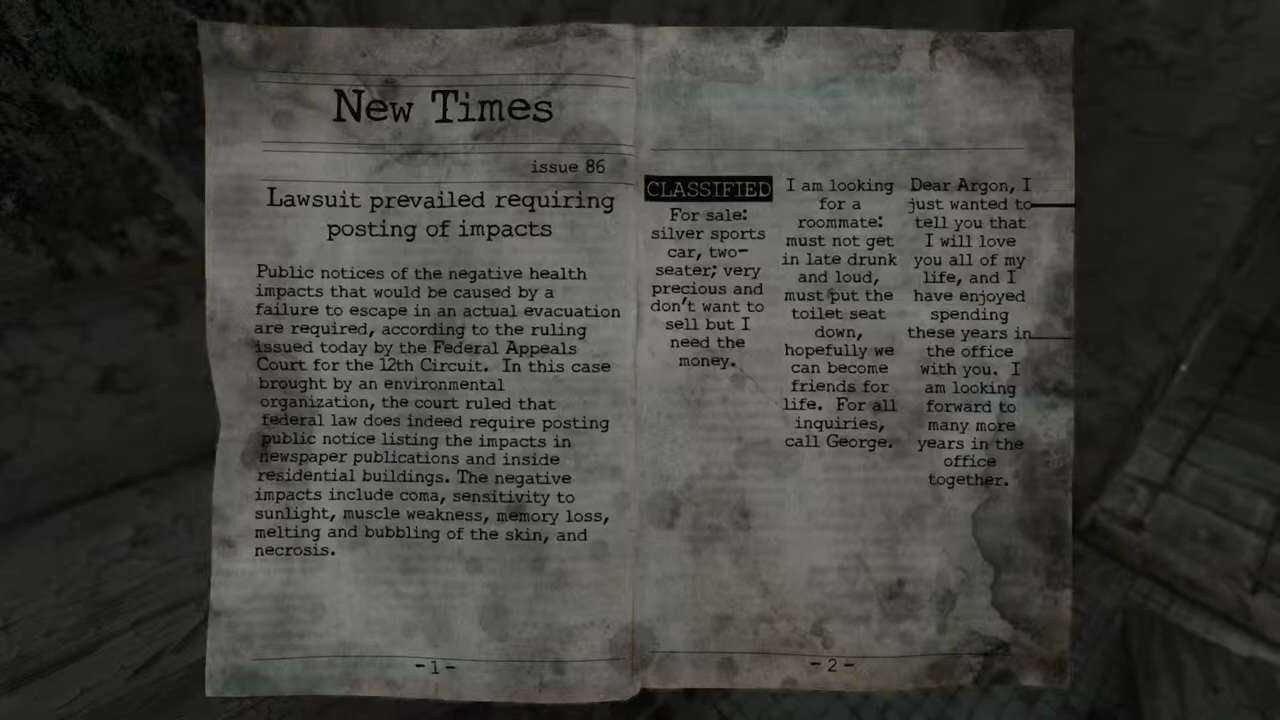 New Times
issue 86
Lawsuit prevailed requiring
posting of impacts
Public notices of the negative health
impacts that would be caused by a
failure to escape in an actual evacuation
are required, according to the ruling
issued today by the Federal Appeals
Court for the 12th Circuit. In this case
brought by an environmental
organization, the court ruled that
federal law does indeed require posting
public notice listing the impacts in
newspaper publications and inside
residential buildings. The negative
impacts include coma, sensitivity to
sunlight, muscle weakness, memory loss,
melting and bubbling of the skin, and
necrosis.
-1-
CLASSIFIED
For sale:
silver sports
car, two-
seater; very
precious and
don't want to
sell but I
need the
money.
I am looking
for a
roommate:
must not get
in late drunk
and loud,
must put the
toilet seat
down,
hopefully we
can become
friends for
life. For all
inquiries,
call George.
Dear Argon, I
just wanted to
tell you that
I will love
you all of my
life, and I
have enjoyed
spending
these years in
the office
with you. I
am looking
forward to
many more
years in the
office
together.
-2-